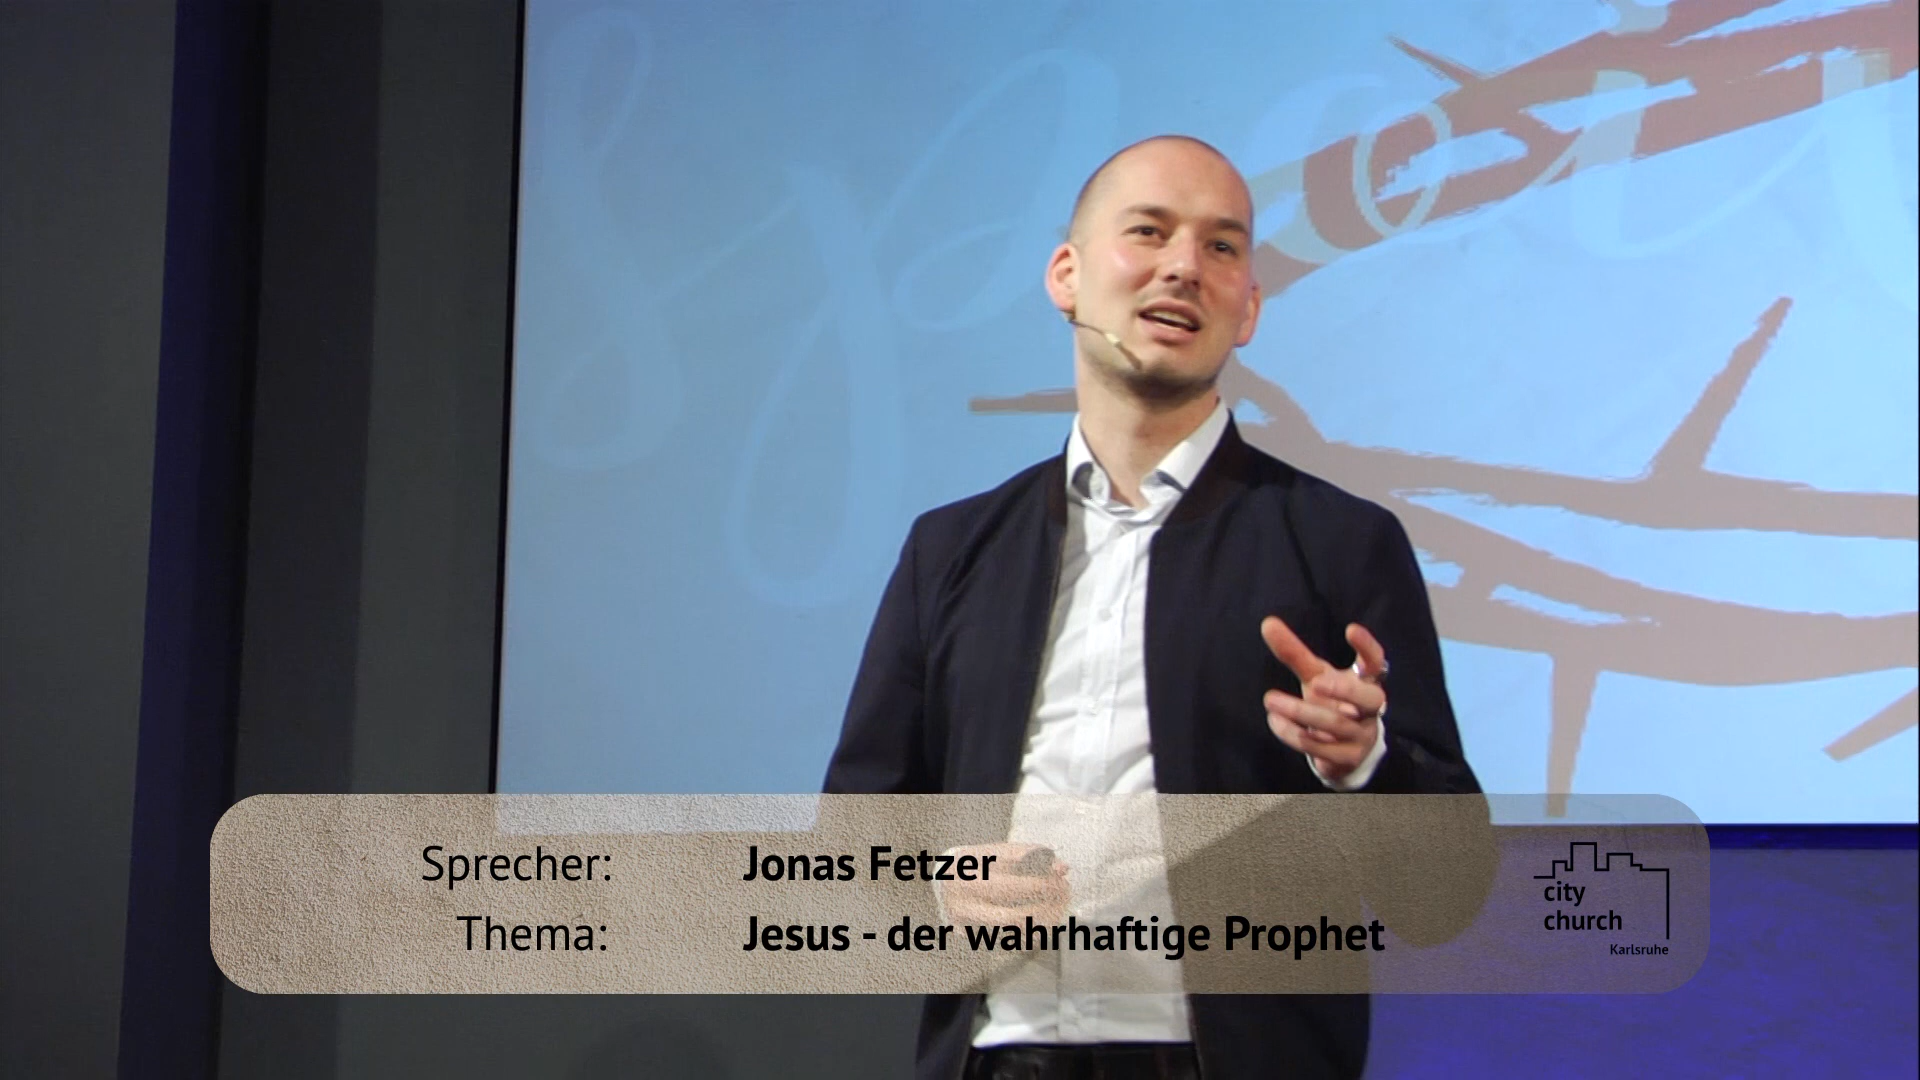 Sprecher: Jonas Fetzer
Thema: Jesus - der wahrhaftige Prophet
city
church
Karlsruhe